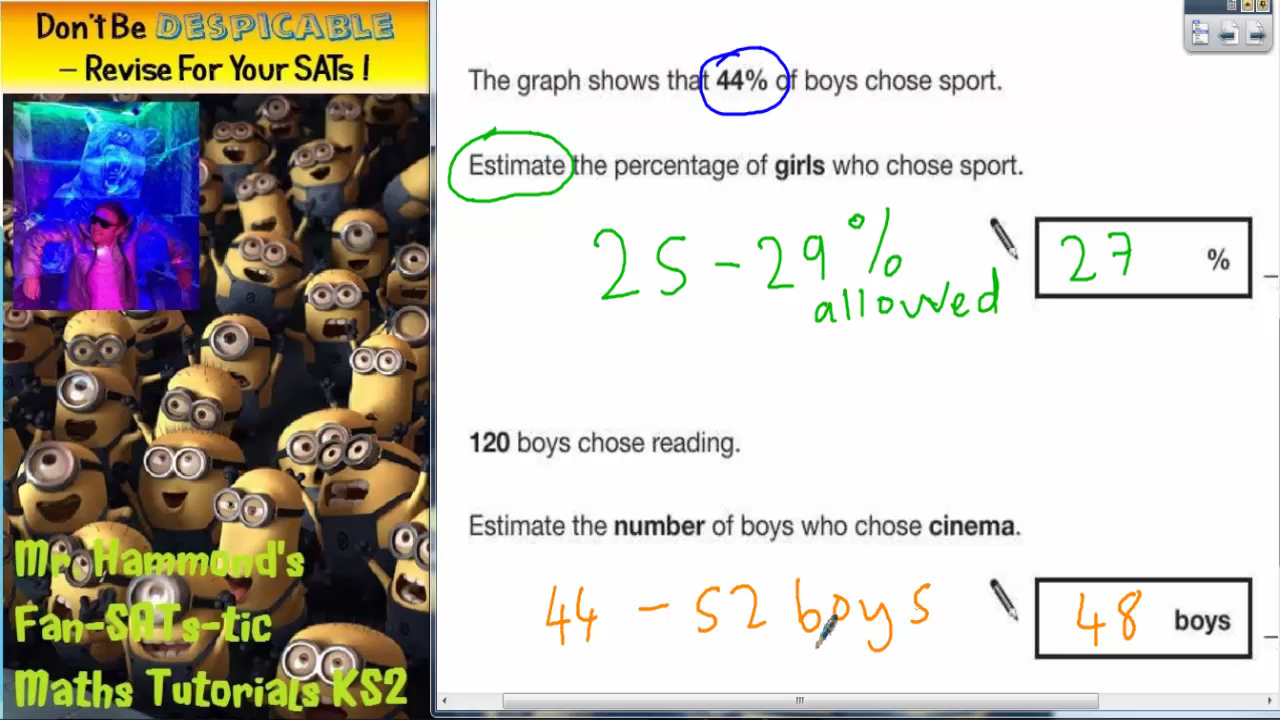 Don't Be DESPICABLE
– Revise For Your SATs !
Mr. Hammond's
Fan-SATs-tic
Maths Tutorials KS2
The graph shows that 44% of boys chose sport.
Estimate the percentage of girls who chose sport.
25 - 29 %
allowed
27 %
120 boys chose reading.
Estimate the number of boys who chose cinema.
44 - 52 boys
48 boys